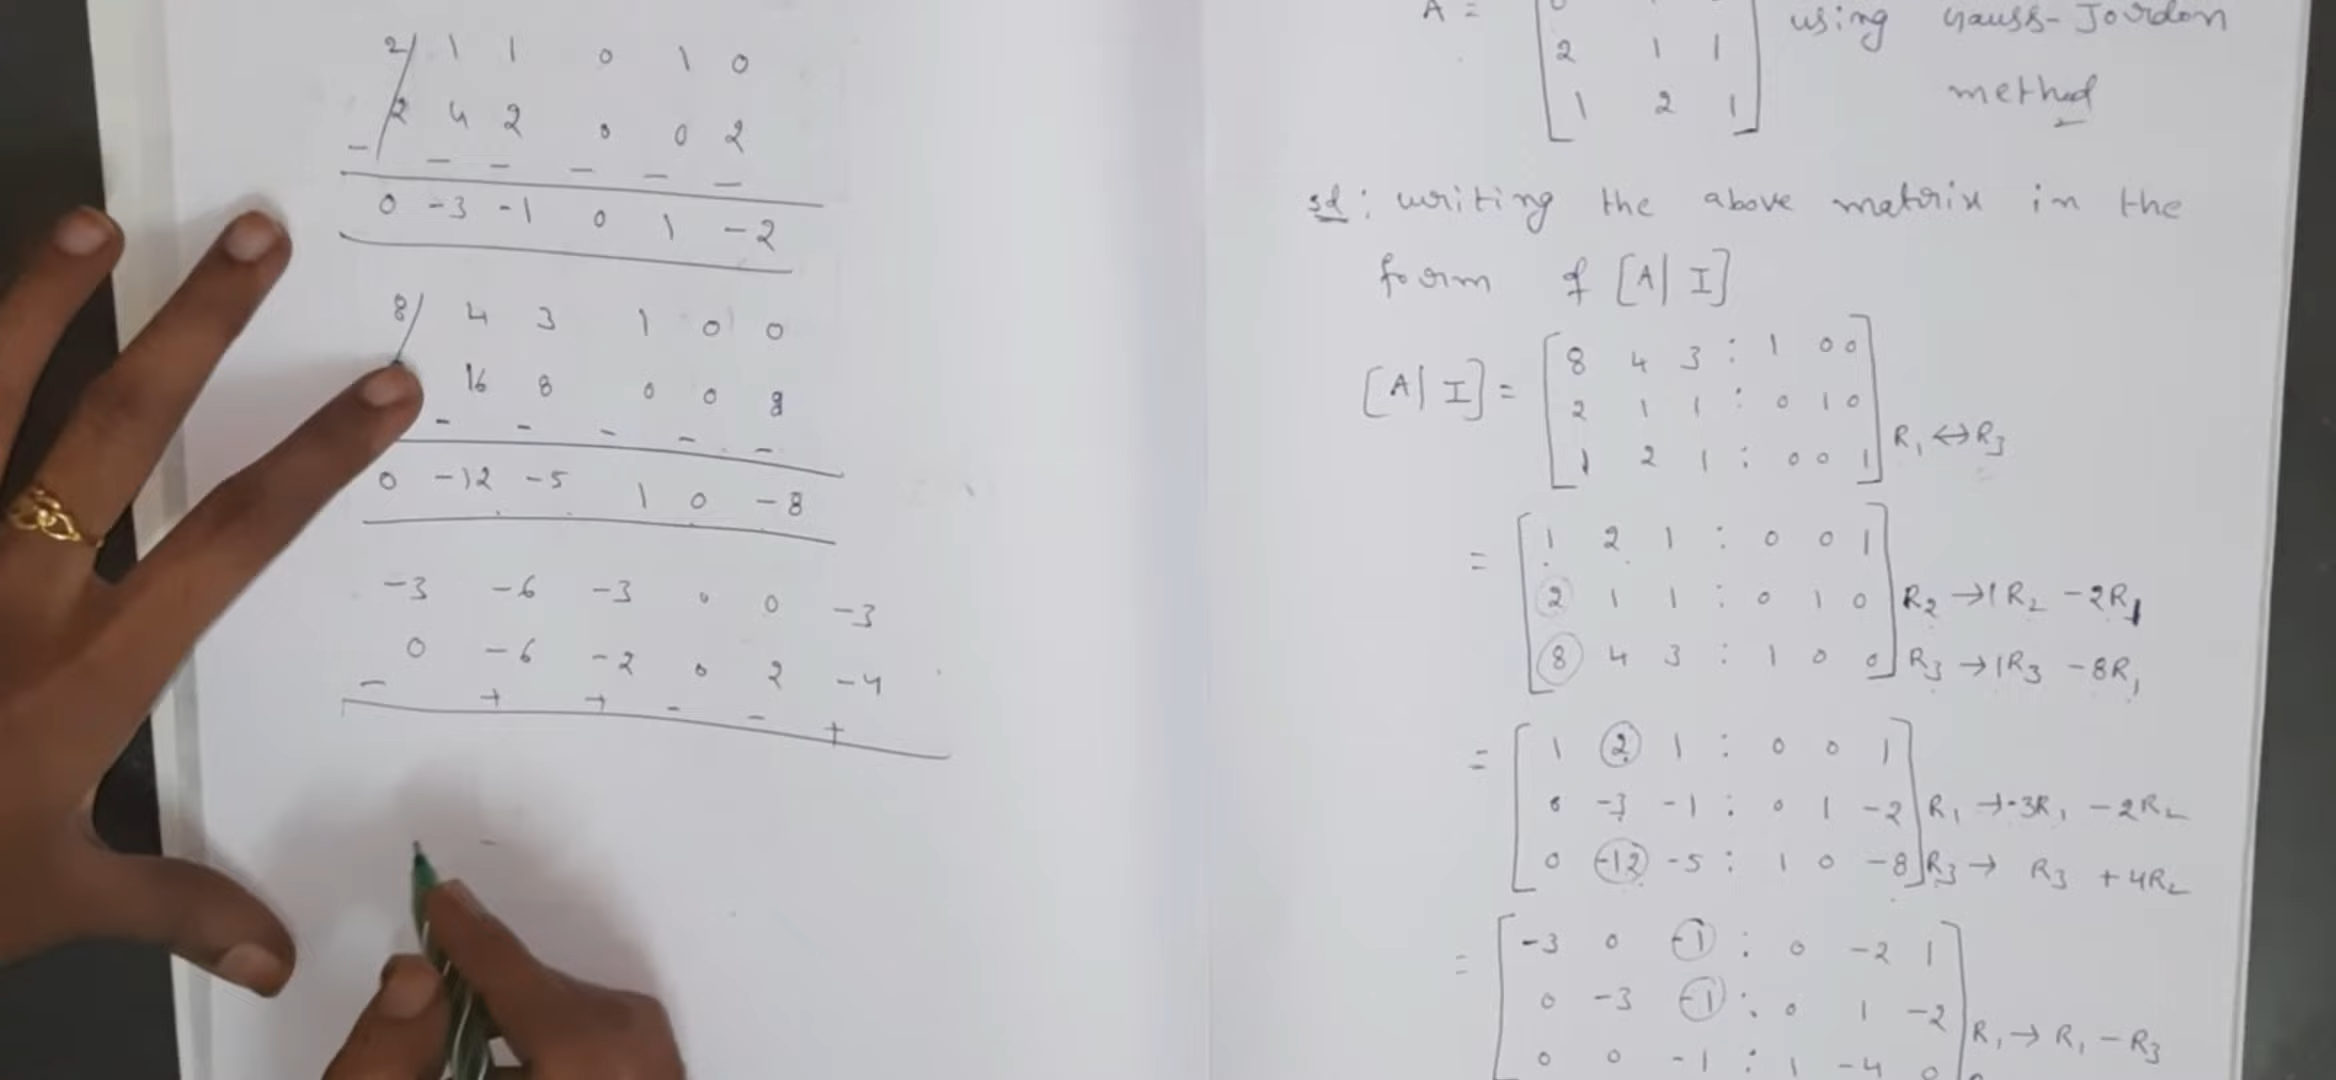 2 1 1 0 1 0
2 4 2 0 0 2
- - - - - -
0 -3 -1 0 1 -2
8 4 3 1 0 0
16 8 0 0 8
- - - - -
0 -12 -5 1 0 -8
-3 -6 -3 0 0 -3
0 -6 -2 0 2 -4
- + + - - +
A = using Gauss-Jordon
2 1 1
method
1 2 1
sol: writing the above matrix in the
form of [A| I]
[A| I] = [8 4 3 : 1 0 0
2 1 1 : 0 1 0
1 2 1 : 0 0 1] R1 ↔ R3
= [1 2 1 : 0 0 1
2 1 1 : 0 1 0 R2 → 1R2 - 2R1
8 4 3 : 1 0 0] R3 → 1R3 - 8R1
= [1 2 1 : 0 0 1
0 -3 -1 : 0 1 -2 R1 → -3R1 - 2R2
0 -12 -5 : 1 0 -8] R3 → R3 + 4R2
= [-3 0 -1 : 0 -2 1
0 -3 -1 : 0 1 -2
R1 → R1 - R3
0 0 -1 : 1 -4 0